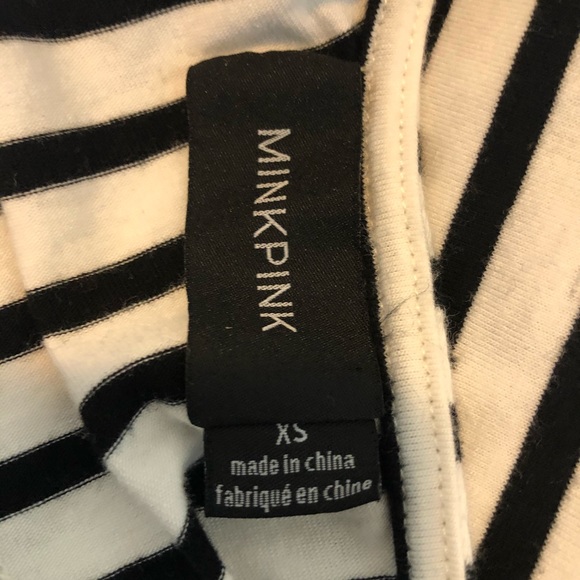 MINKPINK
XS
made in china
fabriqué en chine